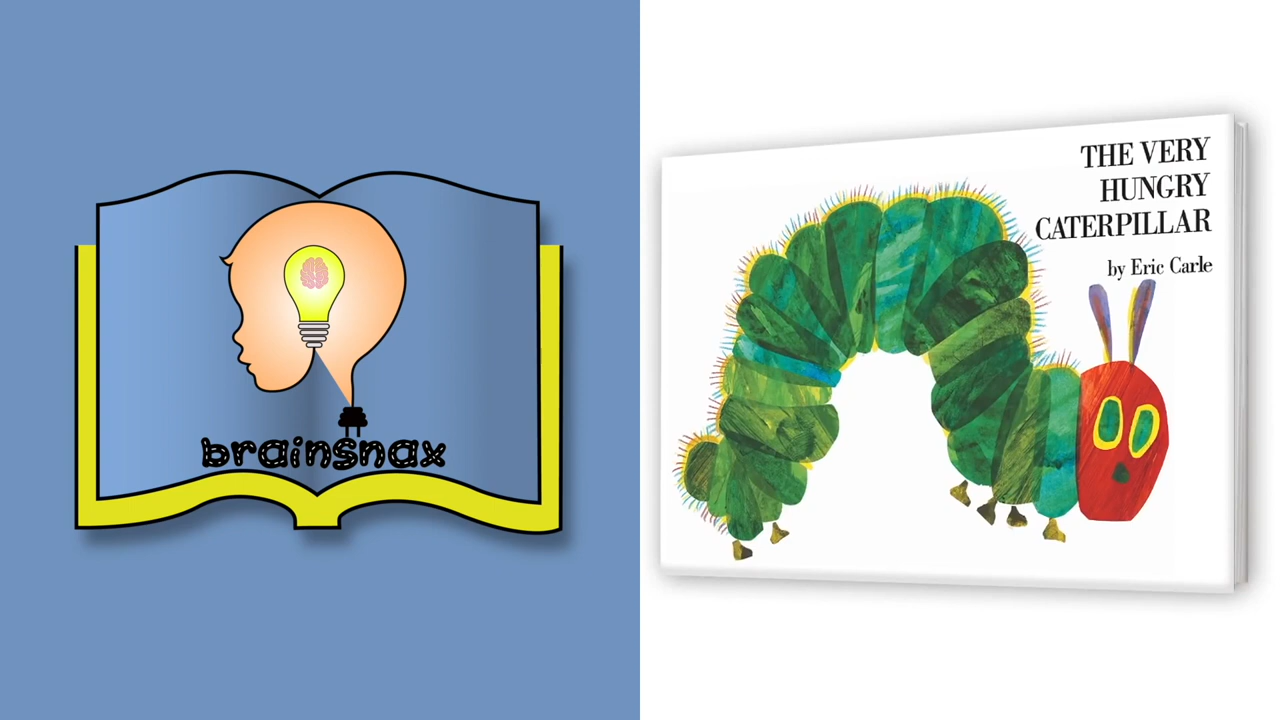 brainsnax
THE VERY
HUNGRY
CATERPILLAR
by Eric Carle